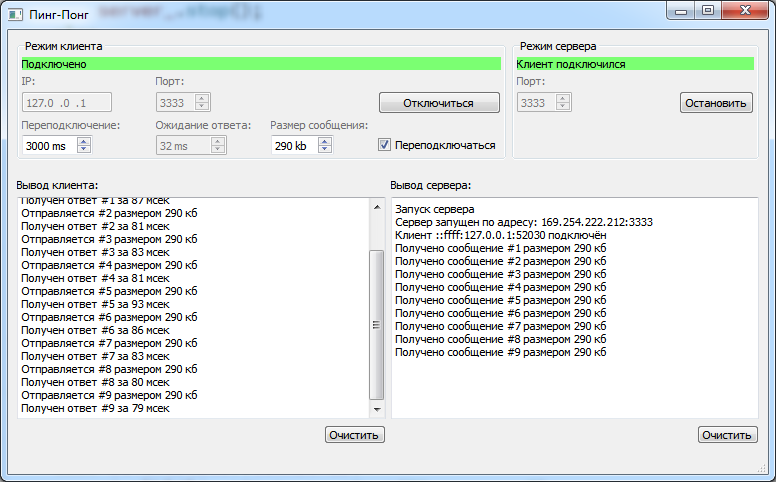 server_.stop();
Пинг-Понг
Режим клиента
Подключено
IP:
Порт:
127.0 .0 .1
3333
Отключиться
Переподключение:
Ожидание ответа:
Размер сообщения:
3000 ms
32 ms
290 kb
Переподключаться
Режим сервера
Клиент подключился
Порт:
3333
Остановить
Вывод клиента:
Получен ответ #1 за 87 мсек
Отправляется #2 размером 290 кб
Получен ответ #2 за 81 мсек
Отправляется #3 размером 290 кб
Получен ответ #3 за 83 мсек
Отправляется #4 размером 290 кб
Получен ответ #4 за 81 мсек
Отправляется #5 размером 290 кб
Получен ответ #5 за 93 мсек
Отправляется #6 размером 290 кб
Получен ответ #6 за 86 мсек
Отправляется #7 размером 290 кб
Получен ответ #7 за 83 мсек
Отправляется #8 размером 290 кб
Получен ответ #8 за 80 мсек
Отправляется #9 размером 290 кб
Получен ответ #9 за 79 мсек
Очистить
Вывод сервера:
Запуск сервера
Сервер запущен по адресу: 169.254.222.212:3333
Клиент ::ffff:127.0.0.1:52030 подключён
Получено сообщение #1 размером 290 кб
Получено сообщение #2 размером 290 кб
Получено сообщение #3 размером 290 кб
Получено сообщение #4 размером 290 кб
Получено сообщение #5 размером 290 кб
Получено сообщение #6 размером 290 кб
Получено сообщение #7 размером 290 кб
Получено сообщение #8 размером 290 кб
Получено сообщение #9 размером 290 кб
Очистить